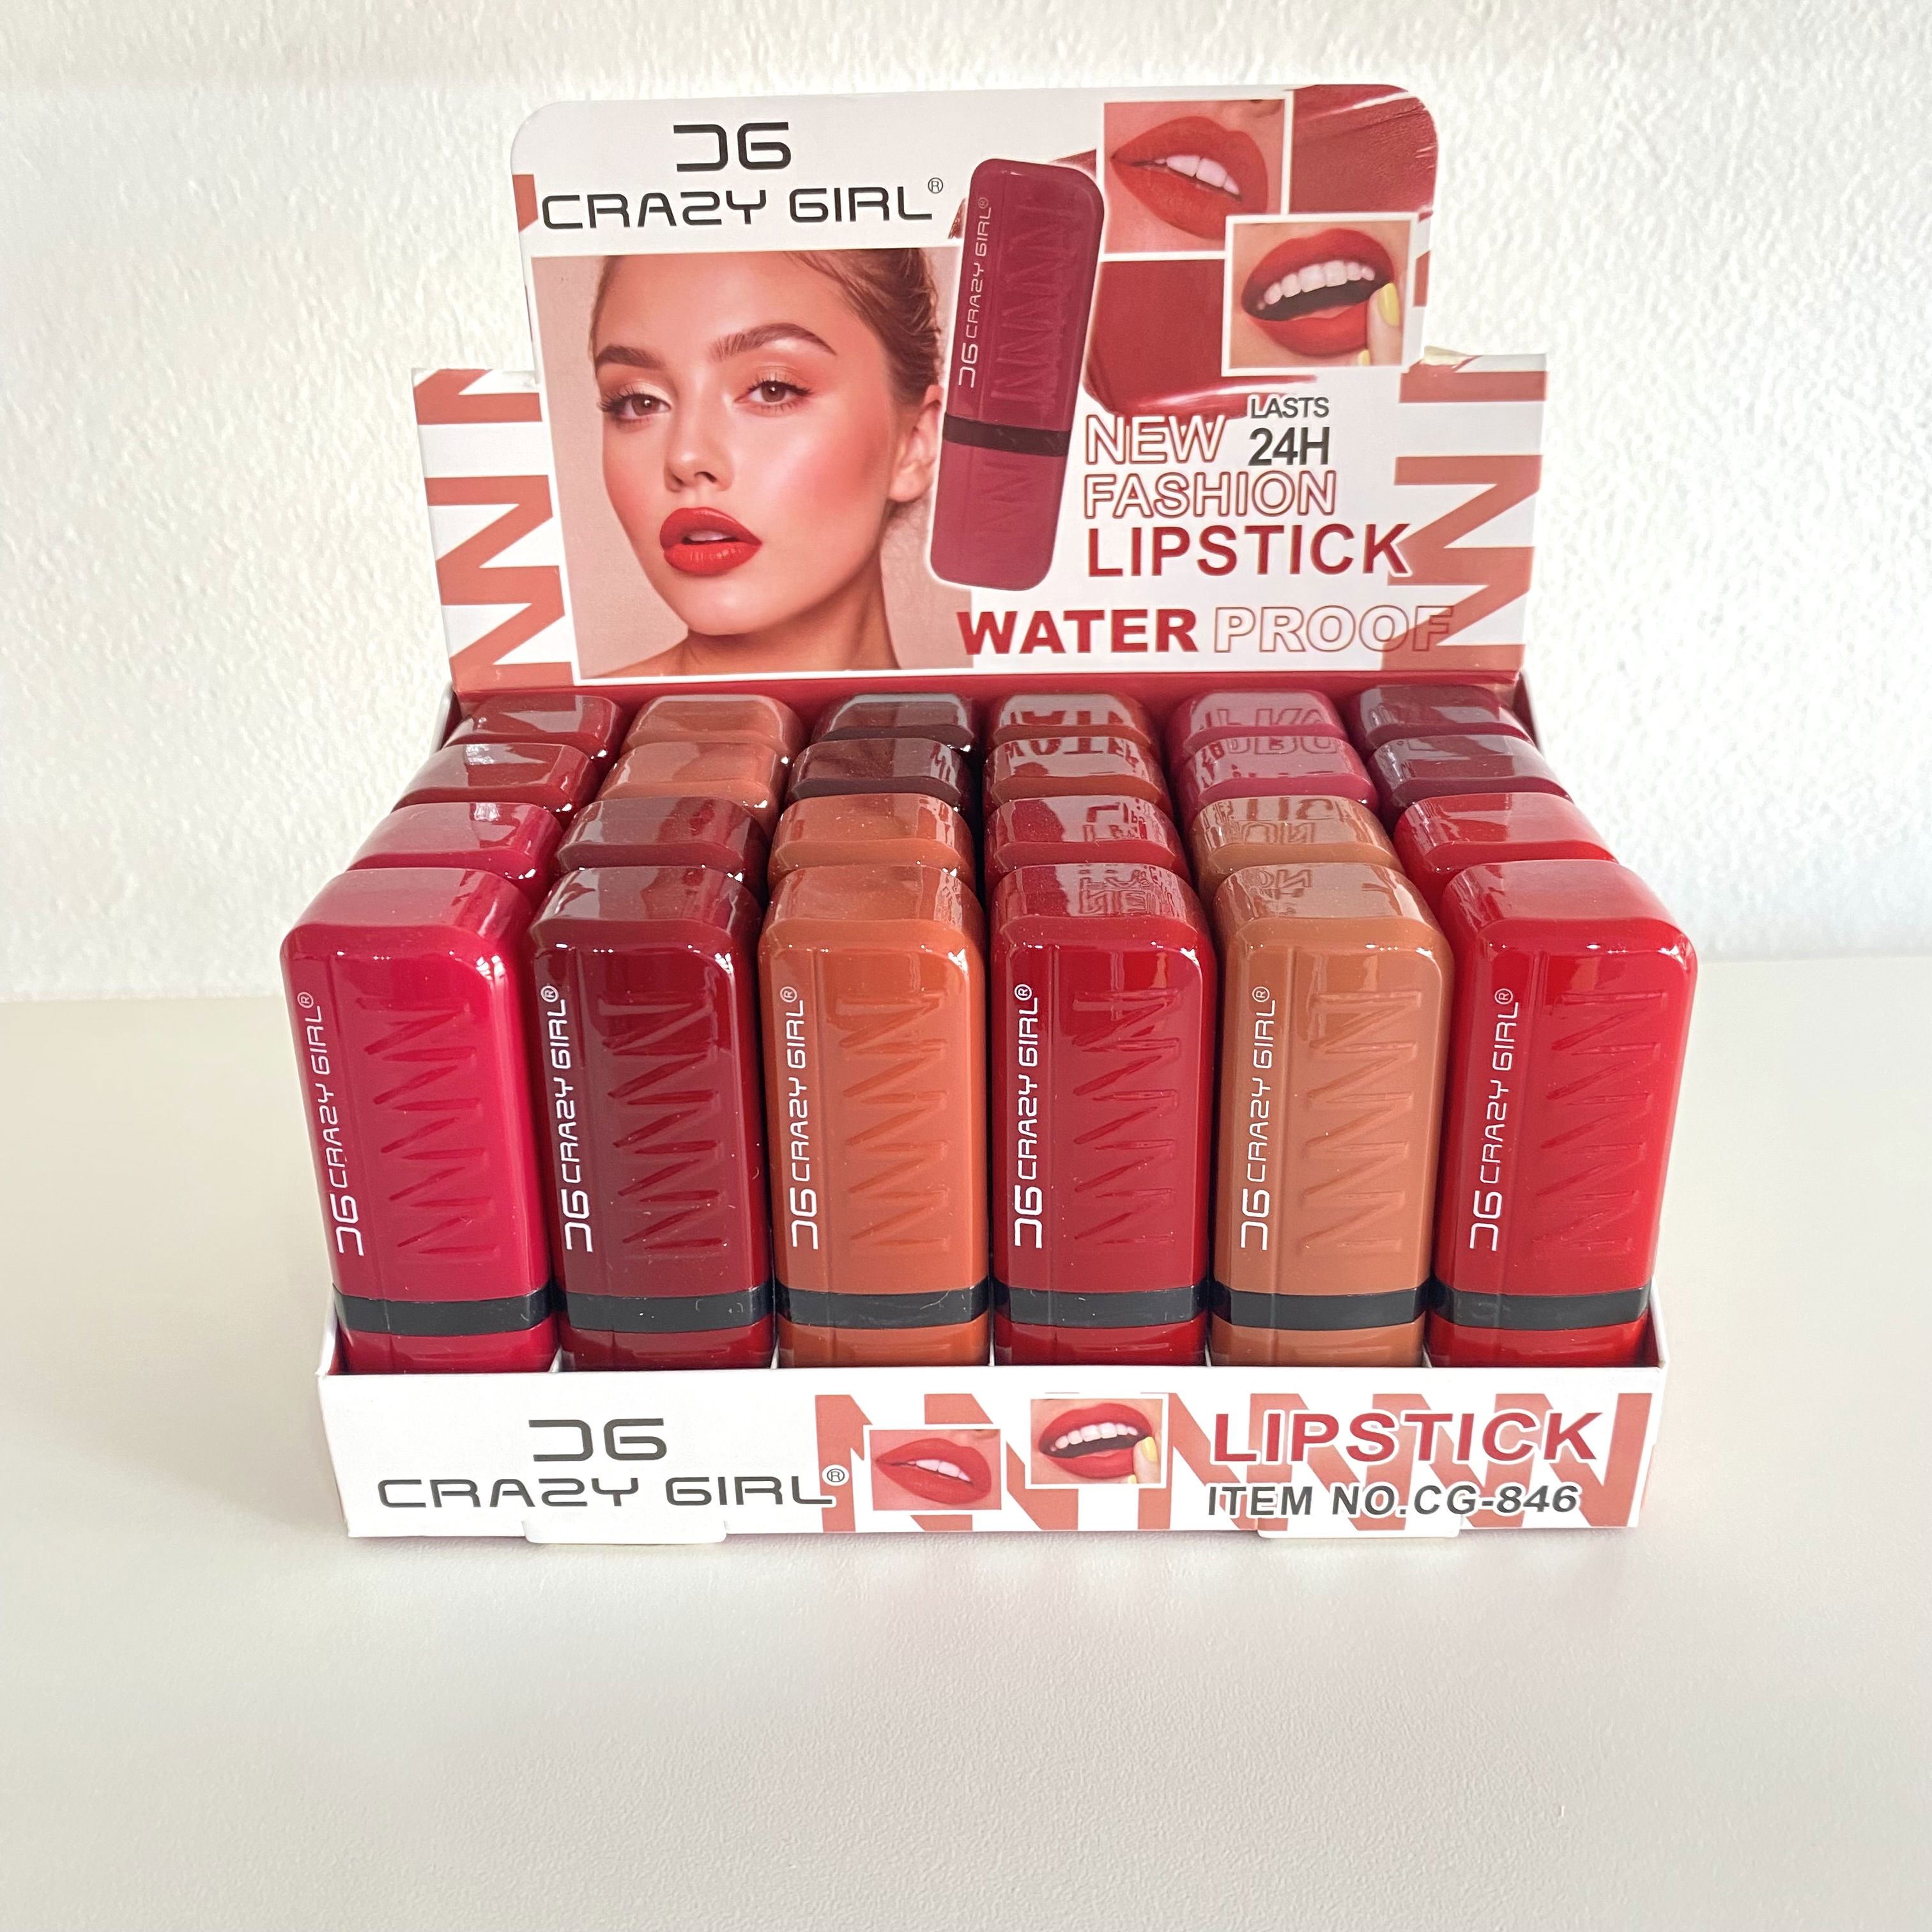 CG
CRAZY GIRL®
CG CRAZY GIRL®
LASTS
24H
NEW
FASHION
LIPSTICK
WATER PROOF
CG CRAZY GIRL®
CG CRAZY GIRL®
CG CRAZY GIRL®
CG CRAZY GIRL®
CG CRAZY GIRL®
CG CRAZY GIRL®
CG
CRAZY GIRL®
LIPSTICK
ITEM NO.CG-846